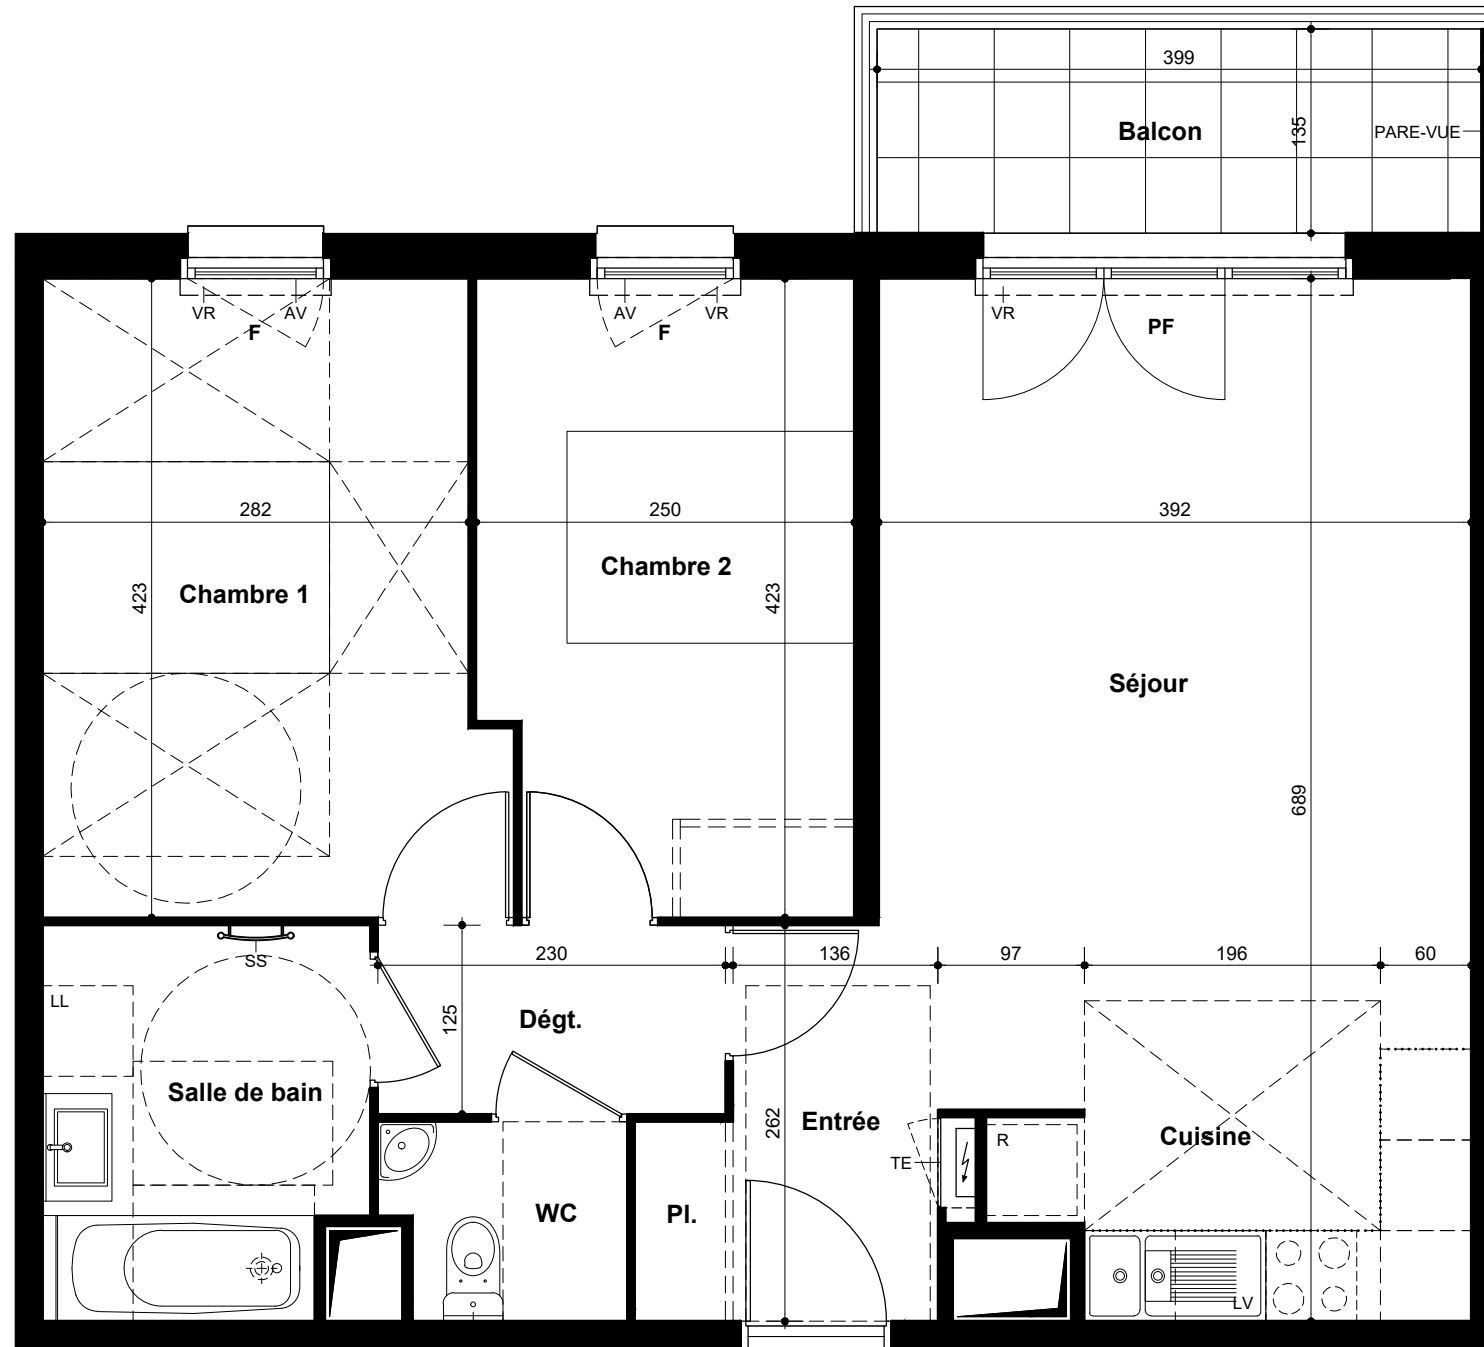 399
Balcon
135
PARE-VUE
VR
AV
F
AV
VR
F
VR
PF
282
250
392
423
Chambre 1
Chambre 2
423
Séjour
689
SS
230
136
97
196
60
LL
125
Dégt.
Salle de bain
262
Entrée
R
Cuisine
TE
WC
Pl.
LV